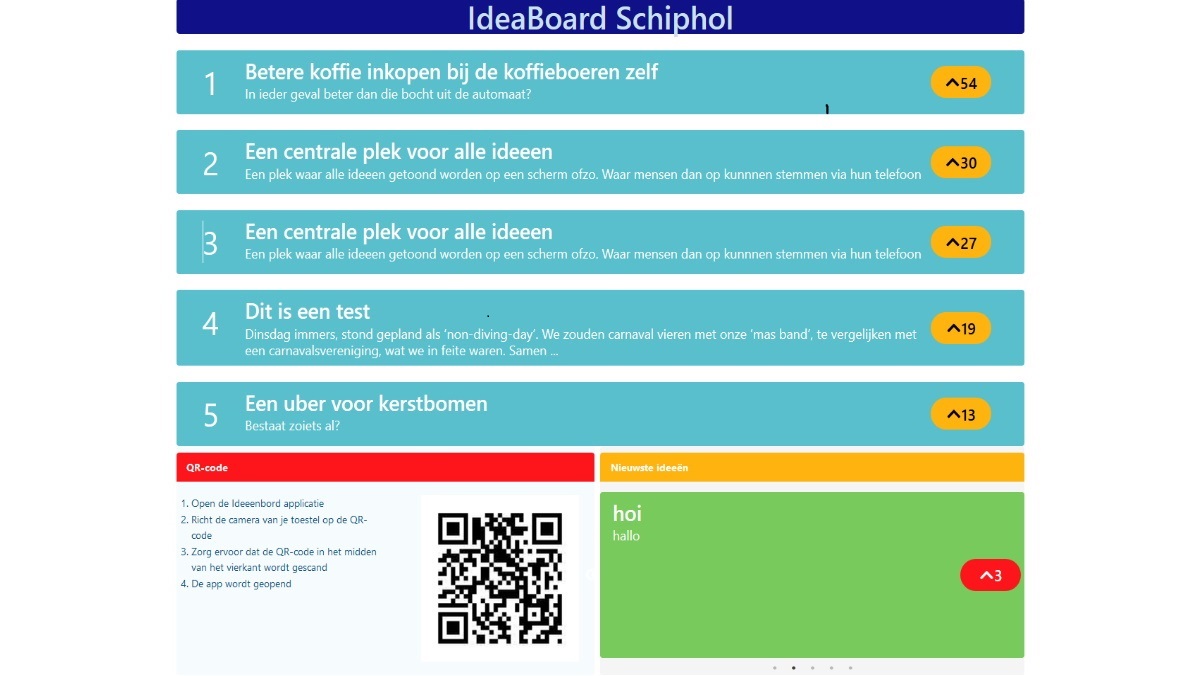 IdeaBoard Schiphol
1
Betere koffie inkopen bij de koffieboeren zelf
In ieder geval beter dan die bocht uit de automaat?
54
2
Een centrale plek voor alle ideeen
Een plek waar alle ideeen getoond worden op een scherm ofzo. Waar mensen dan op kunnnen stemmen via hun telefoon
30
3
Een centrale plek voor alle ideeen
Een plek waar alle ideeen getoond worden op een scherm ofzo. Waar mensen dan op kunnnen stemmen via hun telefoon
27
4
Dit is een test
Dinsdag immers, stond gepland als ‘non-diving-day’. We zouden carnaval vieren met onze ‘mas band’, te vergelijken met
een carnavalsvereniging, wat we in feite waren. Samen ...
19
5
Een uber voor kerstbomen
Bestaat zoiets al?
13
QR-code
1. Open de Ideeenbord applicatie
2. Richt de camera van je toestel op de QR-
code
3. Zorg ervoor dat de QR-code in het midden
van het vierkant wordt gescand
4. De app wordt geopend
Nieuwste ideeën
hoi
hallo
3